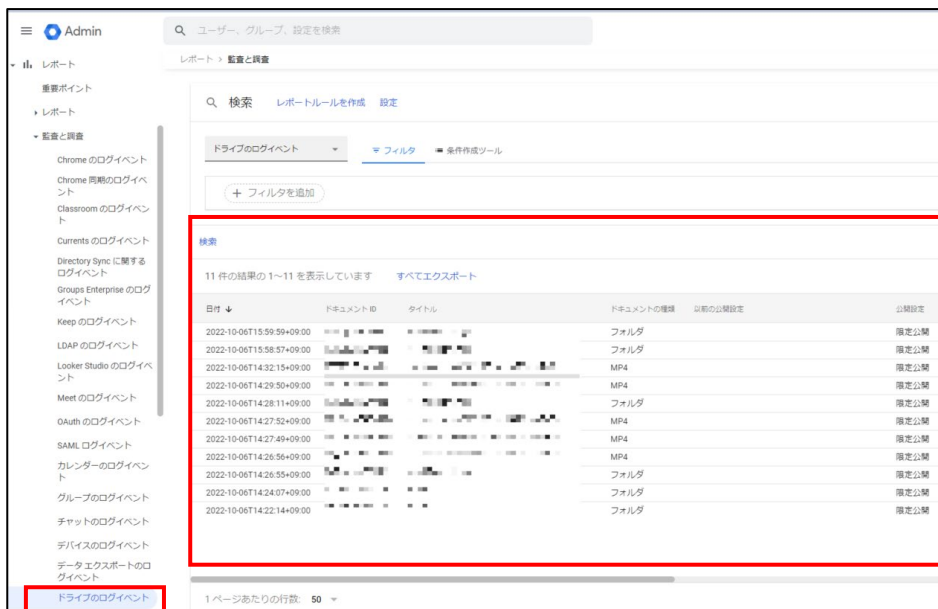 Admin
ユーザー、グループ、設定を検索
レポート
重要ポイント
レポート
監査と調査
Chrome のログイベント
Chrome 同期のログイベ
ント
Classroom のログイベン
ト
Currents のログイベント
Directory Sync に関する
ログイベント
Groups Enterprise のログ
イベント
Keep のログイベント
LDAP のログイベント
Looker Studio のログイベ
ント
Meet のログイベント
OAuth のログイベント
SAML ログイベント
カレンダーのログイベン
ト
グループのログイベント
チャットのログイベント
デバイスのログイベント
データ エクスポートのロ
グイベント
ドライブのログイベント
レポート > 監査と調査
検索 レポートルールを作成 設定
ドライブのログイベント フィルタ 条件作成ツール
+ フィルタを追加
検索
11 件の結果の 1~11 を表示しています すべてエクスポート
日付 ↓ ドキュメント ID タイトル ドキュメントの種類 以前の公開設定 公開設定
2022-10-06T15:59:59+09:00 フォルダ 限定公開
2022-10-06T15:58:57+09:00 フォルダ 限定公開
2022-10-06T14:32:15+09:00 MP4 限定公開
2022-10-06T14:29:50+09:00 MP4 限定公開
2022-10-06T14:28:11+09:00 フォルダ 限定公開
2022-10-06T14:27:52+09:00 MP4 限定公開
2022-10-06T14:27:49+09:00 MP4 限定公開
2022-10-06T14:26:56+09:00 MP4 限定公開
2022-10-06T14:26:55+09:00 フォルダ 限定公開
2022-10-06T14:24:07+09:00 フォルダ 限定公開
2022-10-06T14:22:14+09:00 フォルダ 限定公開
1 ページあたりの行数: 50